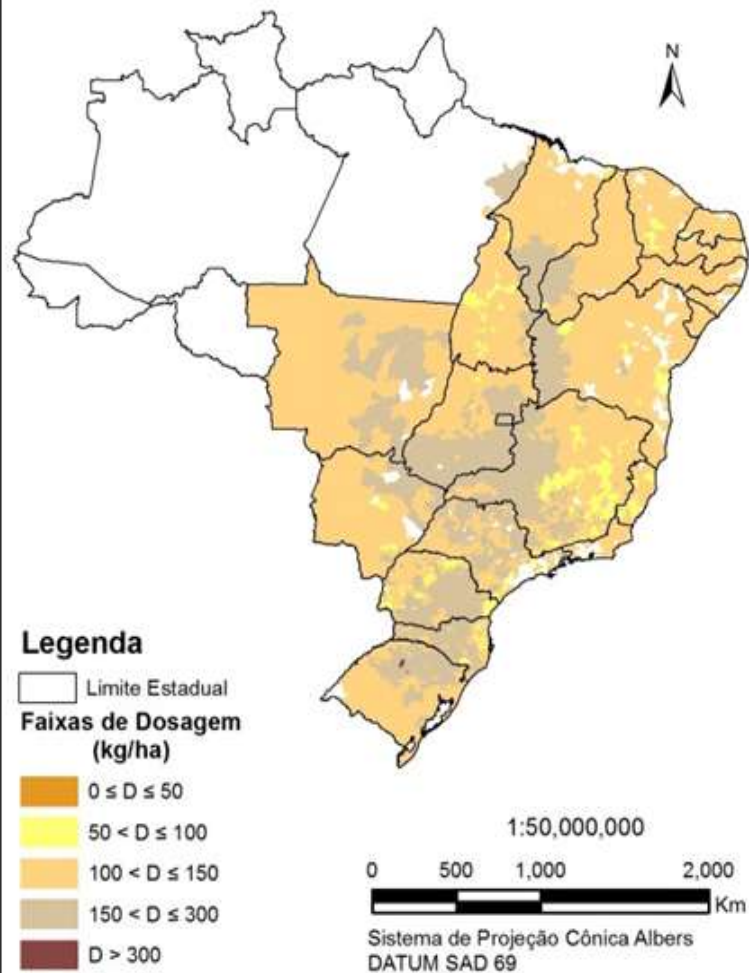 N
Legenda
Limite Estadual
Faixas de Dosagem
(kg/ha)
0 ≤ D ≤ 50
50 < D ≤ 100
100 < D ≤ 150
150 < D ≤ 300
D > 300
1:50,000,000
0 500 1,000 2,000
Km
Sistema de Projeção Cônica Albers
DATUM SAD 69